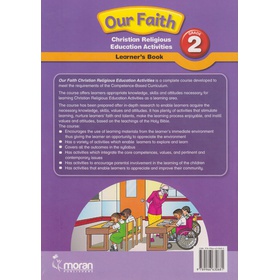 Our Faith
Christian Religious
Education Activities
GRADE
2
Learner's Book
Our Faith Christian Religious Education Activities is a complete course developed to
meet the requirements of the Competence-Based Curriculum.
The course offers learners appropriate knowledge, skills and attitudes necessary for
learning Christian Religious Education Activities as a learning area.
The course has been prepared after in-depth research to enable learners acquire the
necessary knowledge, skills, values and attitudes. It has plenty of activities that stimulate
learning, nurture learners' faith and talents, make the learning process enjoyable, and instil
values and attitudes, based on the teachings of the Holy Bible.
The course:
Encourages the use of learning materials from the learner's immediate environment
thus giving the learner an opportunity to appreciate the environment
Has a variety of activities which enable learners to explore and learn
Covers all the outcomes in the syllabus
Has activities which integrate the core competences, values, and pertinent and
contemporary issues
Has activities to encourage parental involvement in the learning of the children
Has activities that enable learners to appreciate and improve their community.
moran